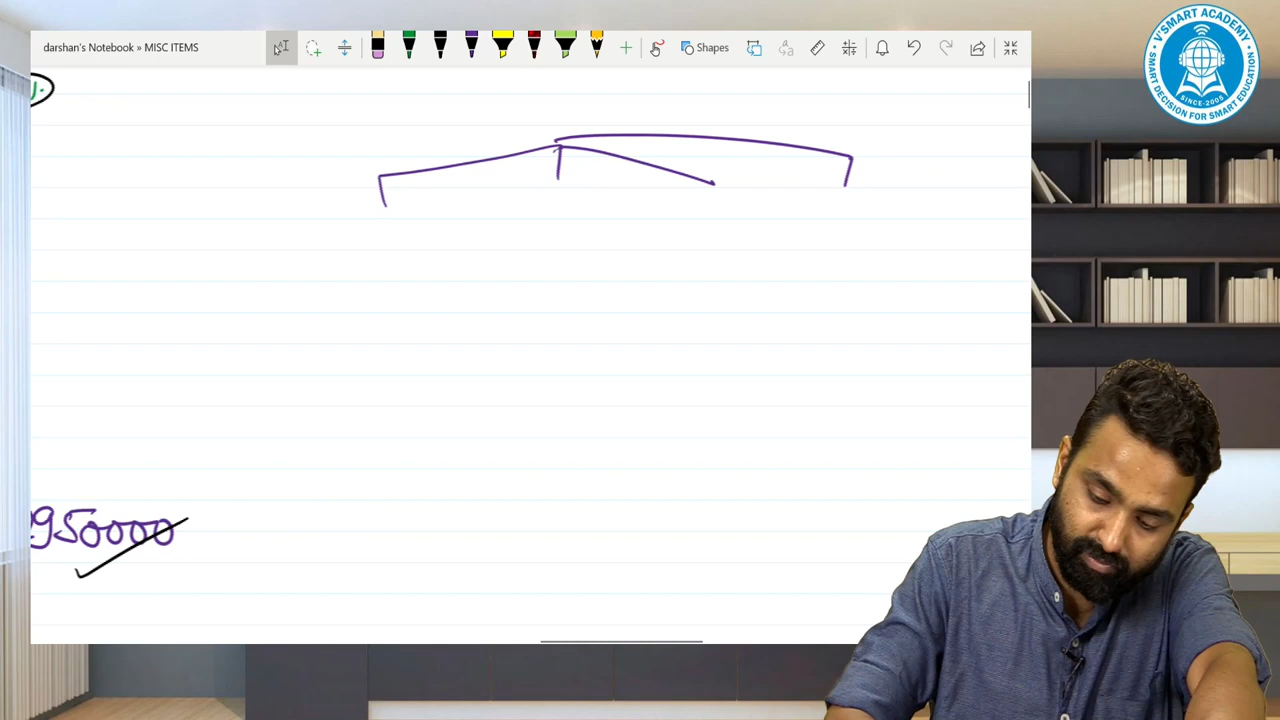 darshan's Notebook » MISC ITEMS
Shapes
V'SMART ACADEMY
SINCE-2005
SMART DECISION FOR SMART EDUCATION
950000